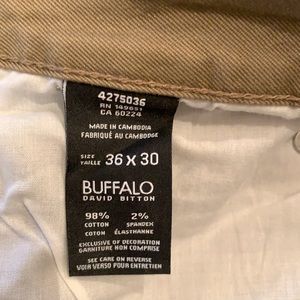 4275036
RN 149651
CA 60224
MADE IN CAMBODIA
FABRIQUÉ AU CAMBODGE
SIZE
TAILLE 36 X 30
BUFFALO
DAVID BITTON
98% 2%
COTTON SPANDEX
COTON ÉLASTHANNE
EXCLUSIVE OF DECORATION
GARNITURE NON COMPRISE
SEE CARE ON REVERSE
VOIR VERSO POUR ENTRETIEN